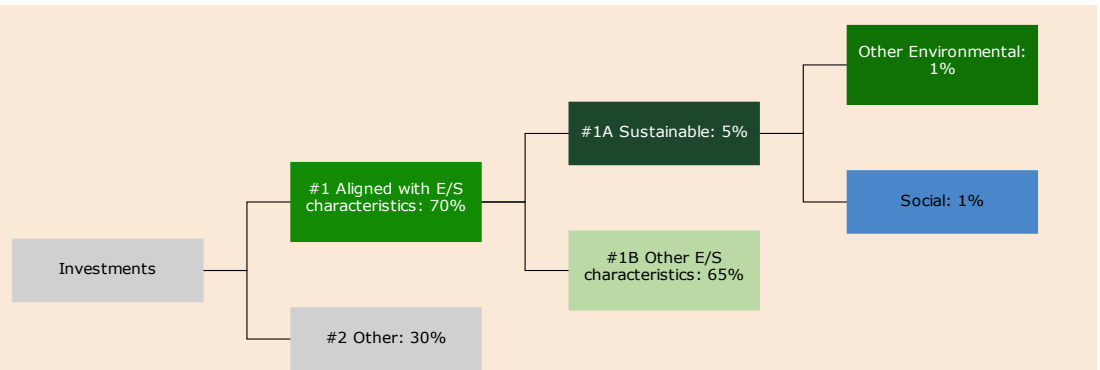 Investments
#1 Aligned with E/S
characteristics: 70%
#2 Other: 30%
#1A Sustainable: 5%
#1B Other E/S
characteristics: 65%
Other Environmental:
1%
Social: 1%